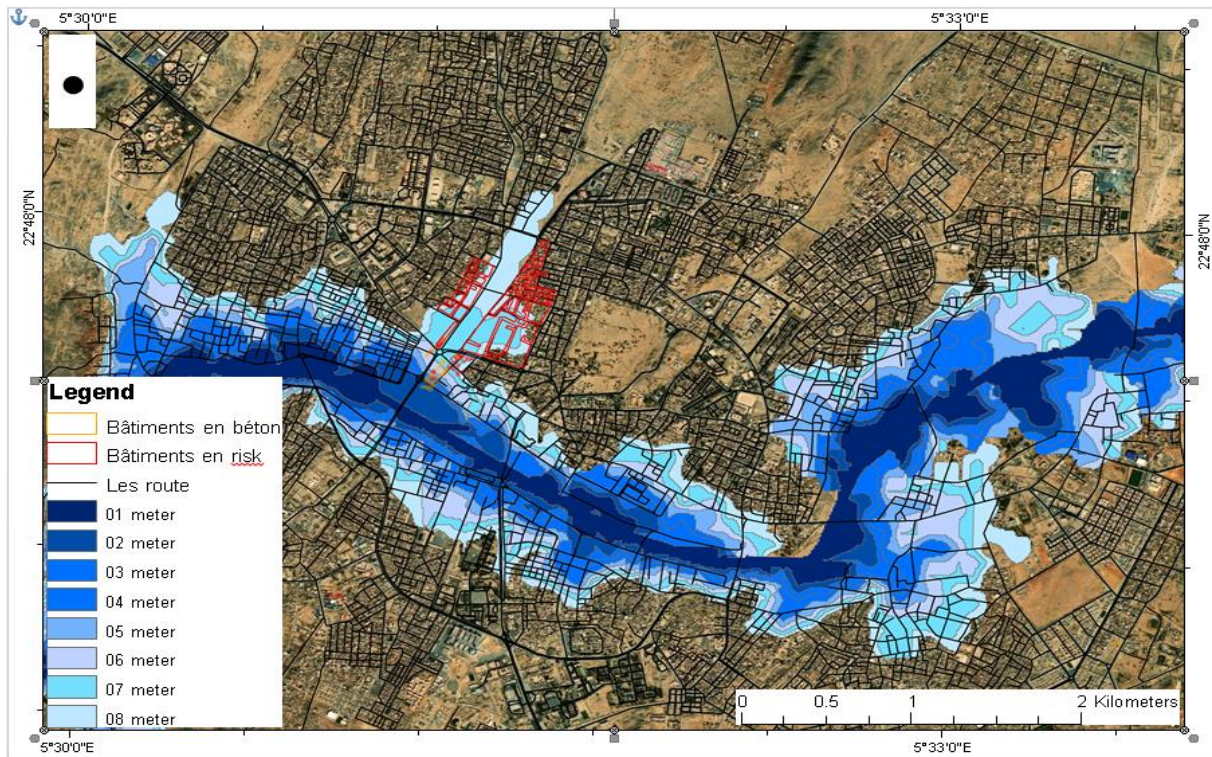 5°30'0"E
5°33'0"E
22°48'0"N
22°48'0"N
Legend
Bâtiments en béton
Bâtiments en risk
Les route
01 meter
02 meter
03 meter
04 meter
05 meter
06 meter
07 meter
08 meter
0 0.5 1 2 Kilometers
5°30'0"E
5°33'0"E